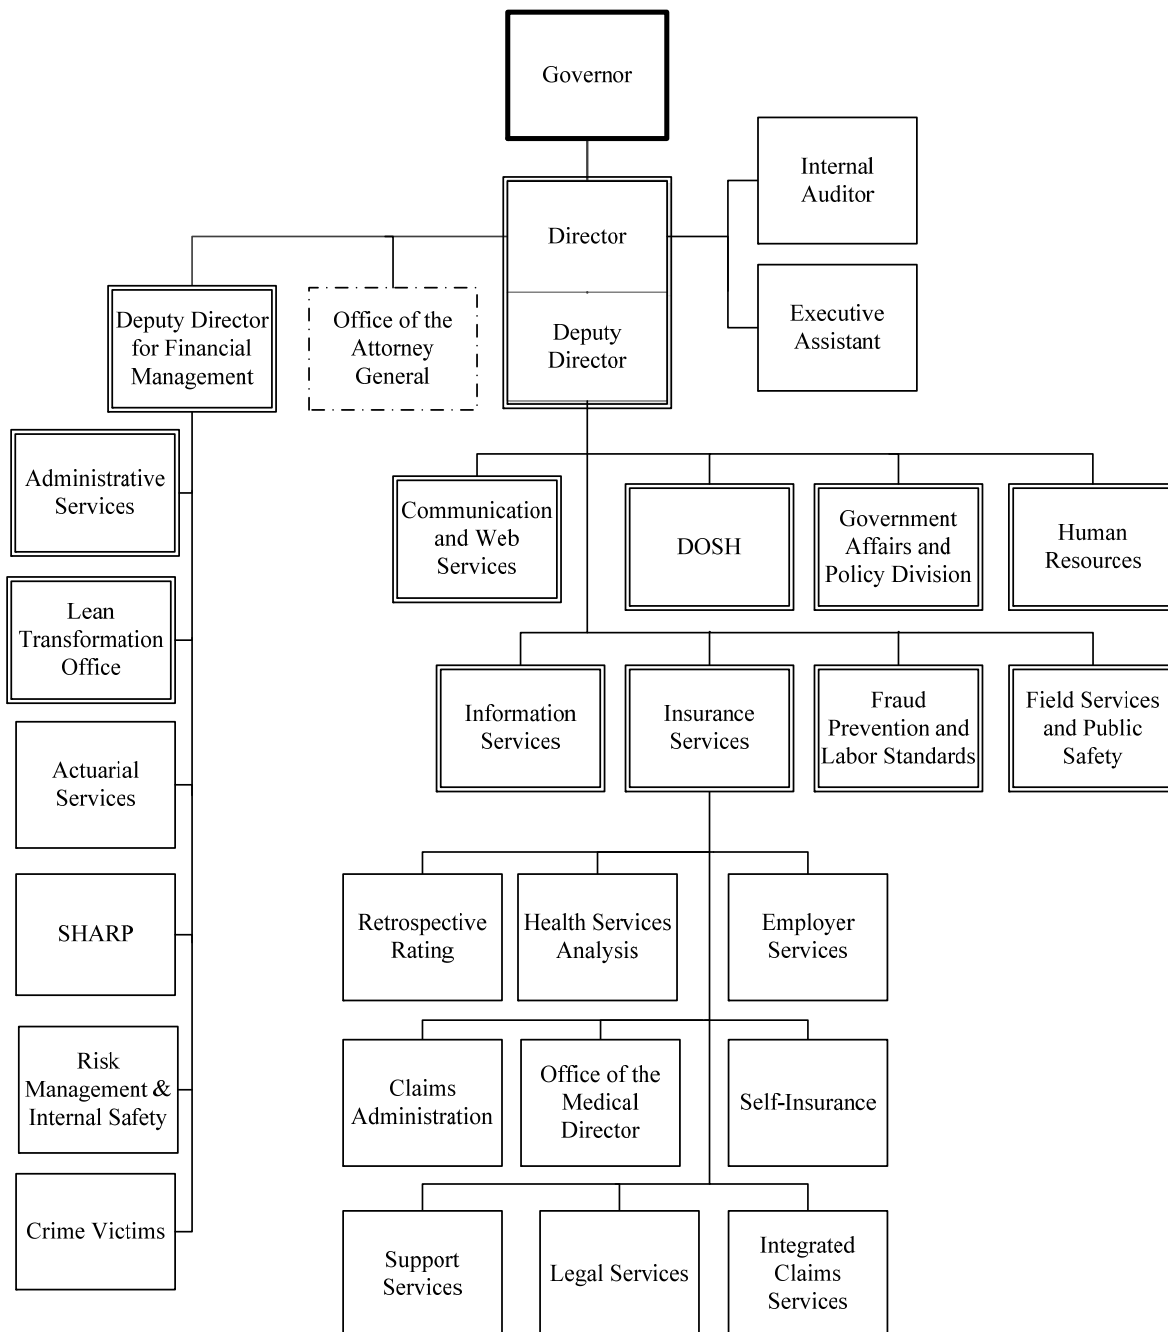 Governor
Internal
Auditor
Director
Executive
Assistant
Deputy Director
for Financial
Management
Office of the
Attorney
General
Deputy
Director
Administrative
Services
Communication
and Web
Services
DOSH
Government
Affairs and
Policy Division
Human
Resources
Lean
Transformation
Office
Information
Services
Insurance
Services
Fraud
Prevention and
Labor Standards
Field Services
and Public
Safety
Actuarial
Services
SHARP
Retrospective
Rating
Health Services
Analysis
Employer
Services
Risk
Management &
Internal Safety
Claims
Administration
Office of the
Medical
Director
Self-Insurance
Crime Victims
Support
Services
Legal Services
Integrated
Claims
Services